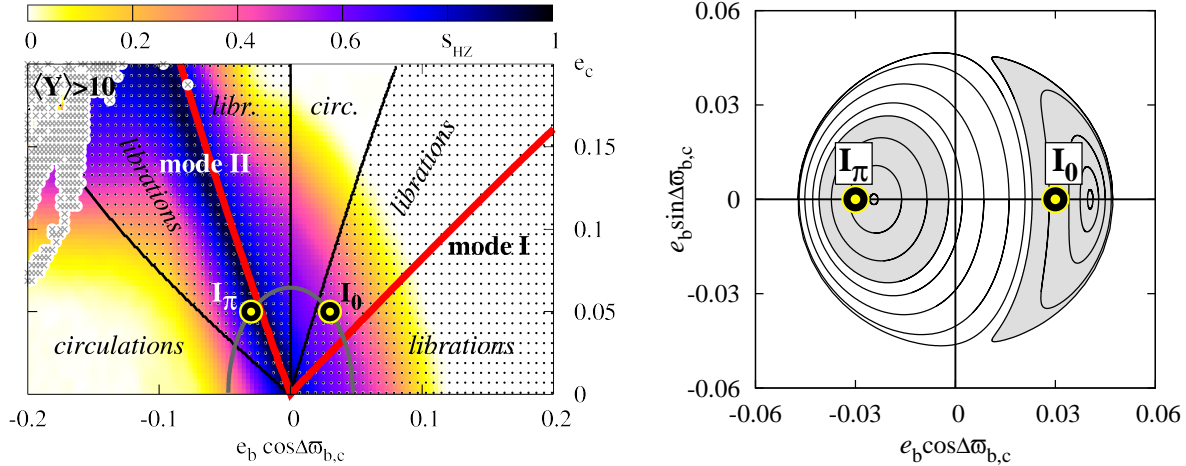 0 0.2 0.4 0.6 s_HZ 1
⟨Y⟩>10
libr.
circ.
librations
mode II
librations
mode I
I_π
I_0
circulations
librations
e_c
0.15
0.1
0.05
0
-0.2 -0.1 0 0.1 0.2
e_b cosΔϖ_b,c
0.06
0.03
0
-0.03
-0.06
e_b sinΔϖ_b,c
I_π
I_0
-0.06 -0.03 0 0.03 0.06
e_b cosΔϖ_b,c